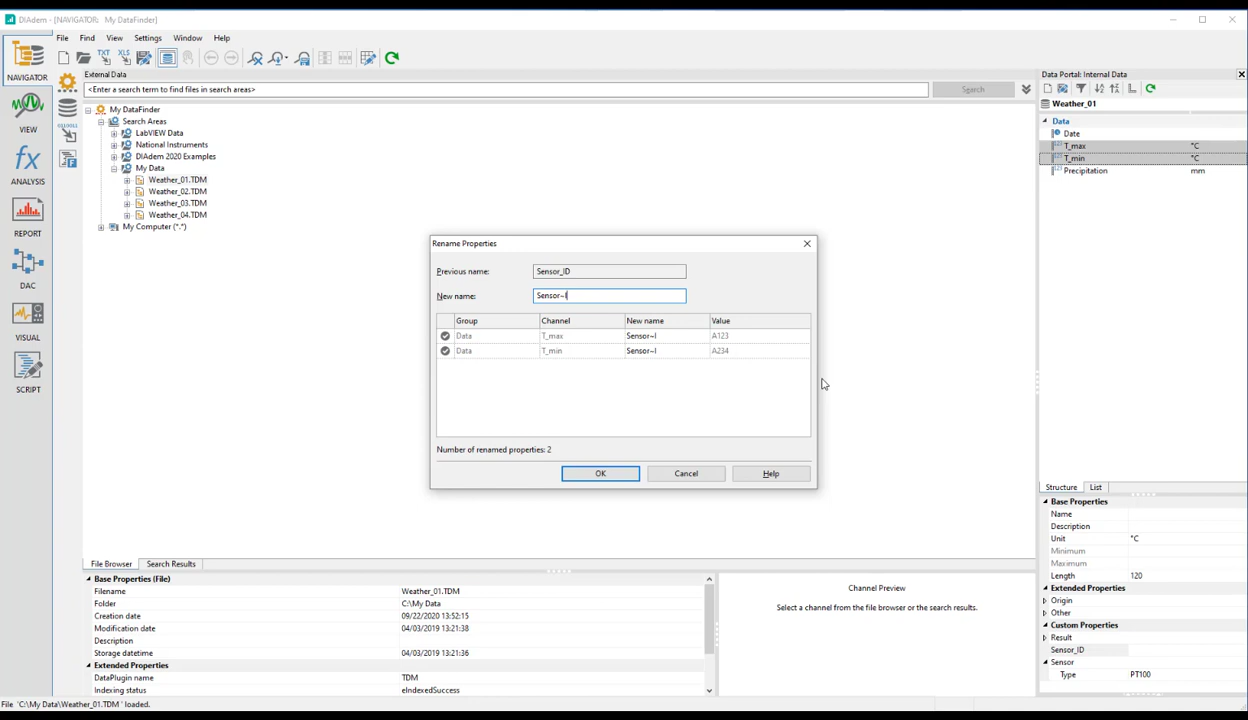 DIAdem - [NAVIGATOR: My DataFinder]
File Find View Settings Window Help
NAVIGATOR
VIEW
ANALYSIS
REPORT
DAC
VISUAL
SCRIPT
TXT XLS
External Data
<Enter a search term to find files in search areas>
Search
My DataFinder
Search Areas
LabVIEW Data
National Instruments
DIAdem 2020 Examples
My Data
Weather_01.TDM
Weather_02.TDM
Weather_03.TDM
Weather_04.TDM
My Computer (*.*)
Rename Properties
Previous name: Sensor_ID
New name: Sensor~I
Group Channel New name Value
Data T_max Sensor~I A123
Data T_min Sensor~I A234
Number of renamed properties: 2
OK Cancel Help
File Browser Search Results
Base Properties (File)
Filename Weather_01.TDM
Folder C:\My Data
Creation date 09/22/2020 13:52:15
Modification date 04/03/2019 13:21:38
Description
Storage datetime 04/03/2019 13:21:36
Extended Properties
DataPlugin name TDM
Indexing status eIndexedSuccess
Channel Preview
Select a channel from the file browser or the search results.
Data Portal: Internal Data
Weather_01
Data
Date
T_max °C
T_min °C
Precipitation mm
Structure List
Base Properties
Name
Description
Unit °C
Minimum
Maximum
Length 120
Extended Properties
Origin
Other
Custom Properties
Result
Sensor_ID
Sensor
Type PT100
File 'C:\My Data\Weather_01.TDM ' loaded.